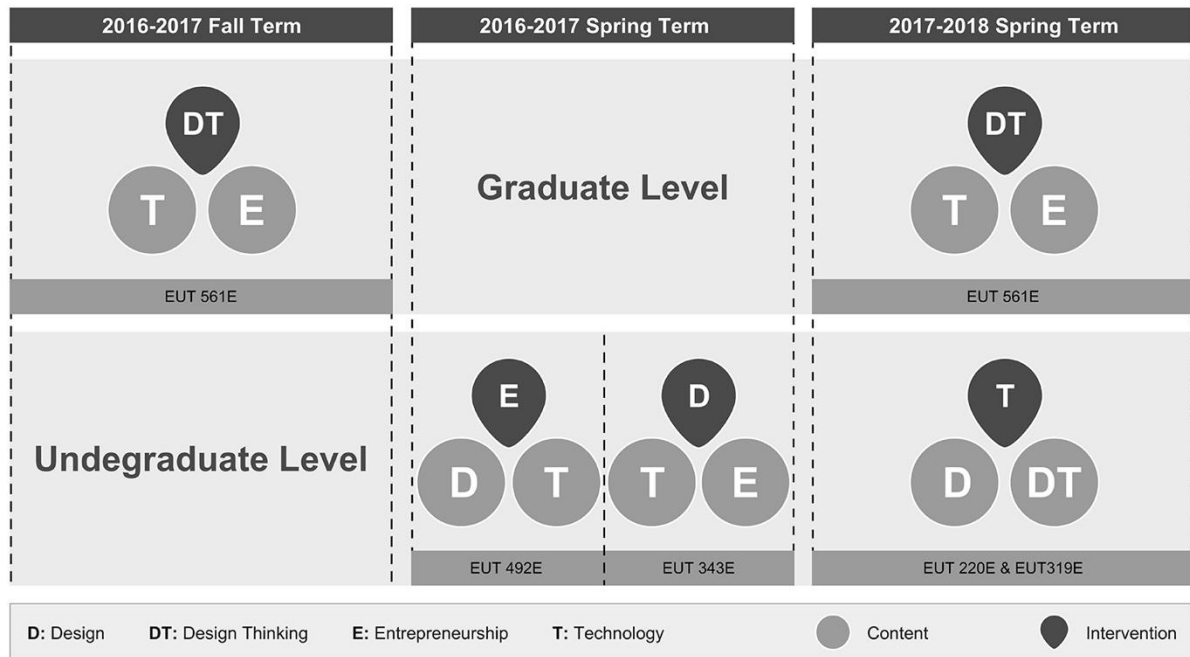 2016-2017 Fall Term
2016-2017 Spring Term
2017-2018 Spring Term
DT
T E
EUT 561E
Graduate Level
DT
T E
EUT 561E
Undegraduate Level
E
D T
EUT 492E
D
T E
EUT 343E
T
D DT
EUT 220E & EUT319E
D: Design DT: Design Thinking E: Entrepreneurship T: Technology Content Intervention